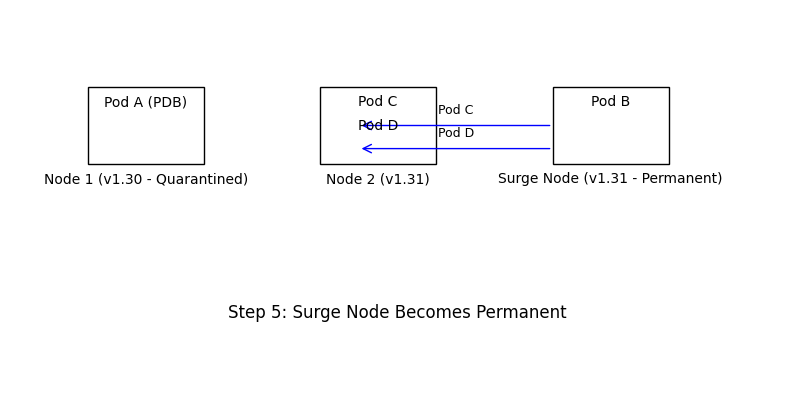 Pod A (PDB)
Pod C
Pod D
Pod C
Pod D
Pod B
Node 1 (v1.30 - Quarantined)
Node 2 (v1.31)
Surge Node (v1.31 - Permanent)
Step 5: Surge Node Becomes Permanent